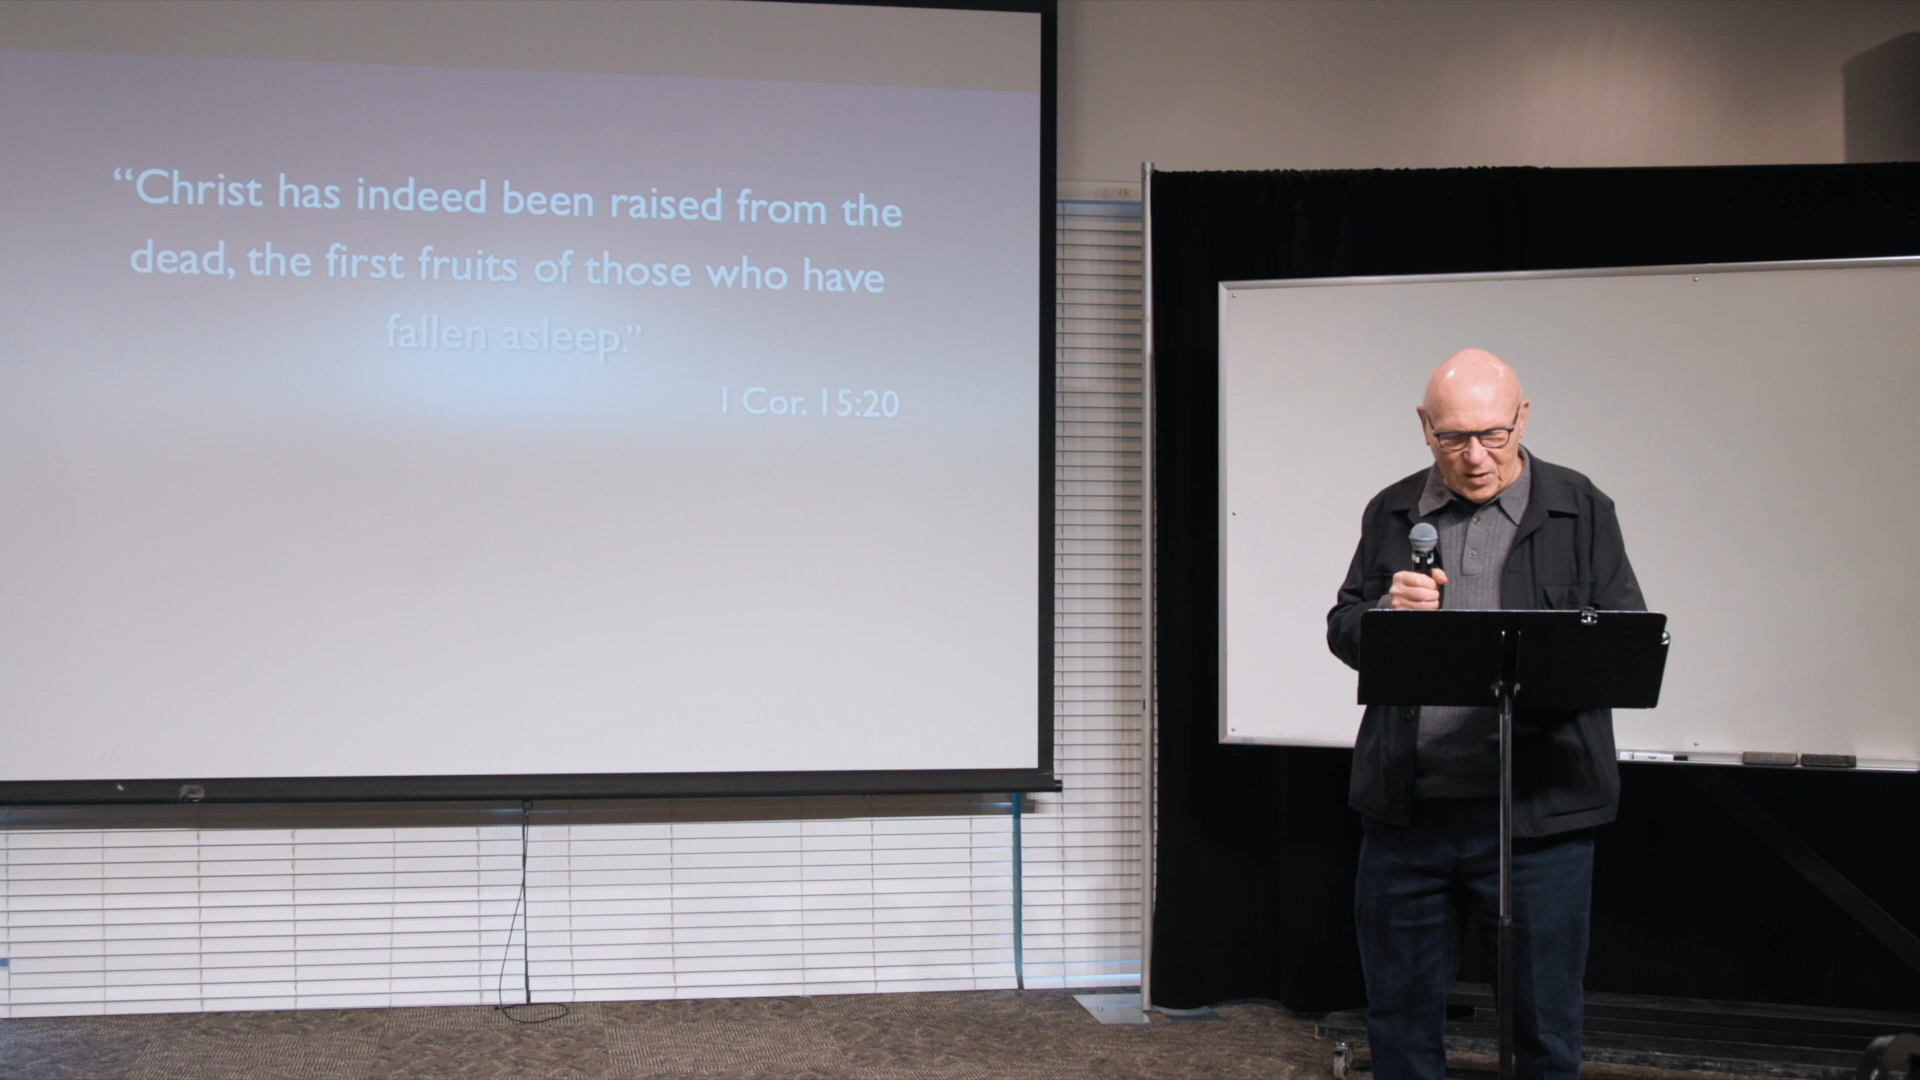 “Christ has indeed been raised from the
dead, the first fruits of those who have
fallen asleep.”
1 Cor. 15:20